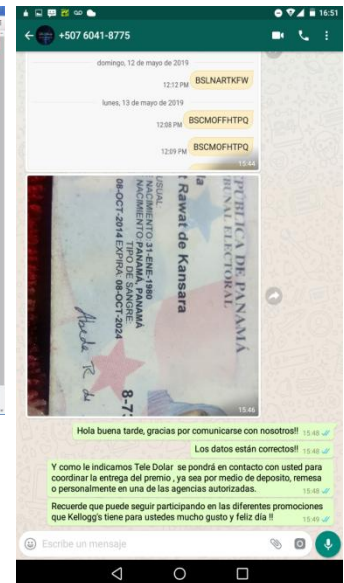 16:51
+507 6041-8775
domingo, 12 de mayo de 2019
12:12 PM BSLNARTKFW
lunes, 13 de mayo de 2019
12:08 PM BSCMOFFHTPQ
12:09 PM BSCMOFHTPQ
15:44
REPÚBLICA DE PANAMÁ
TRIBUNAL ELECTORAL
t Rawat de Kansara
USUAL:
NACIMIENTO: 31-ENE-1980
NACIMIENTO: PANAMÁ, PANAMÁ
TIPO DE SANGRE:
08-OCT-2014 EXPIRA: 08-OCT-2024
15:46
Hola buena tarde, gracias por comunicarse con nosotros!! 15:48
Los datos están correctos!! 15:48
Y como le indicamos Tele Dolar se pondrá en contacto con usted para
coordinar la entrega del premio , ya sea por medio de deposito, remesa
o personalmente en una de las agencias autorizadas. 15:48
Recuerde que puede seguir participando en las diferentes promociones
que Kellogg's tiene para ustedes mucho gusto y feliz día !! 15:49
Escribe un mensaje